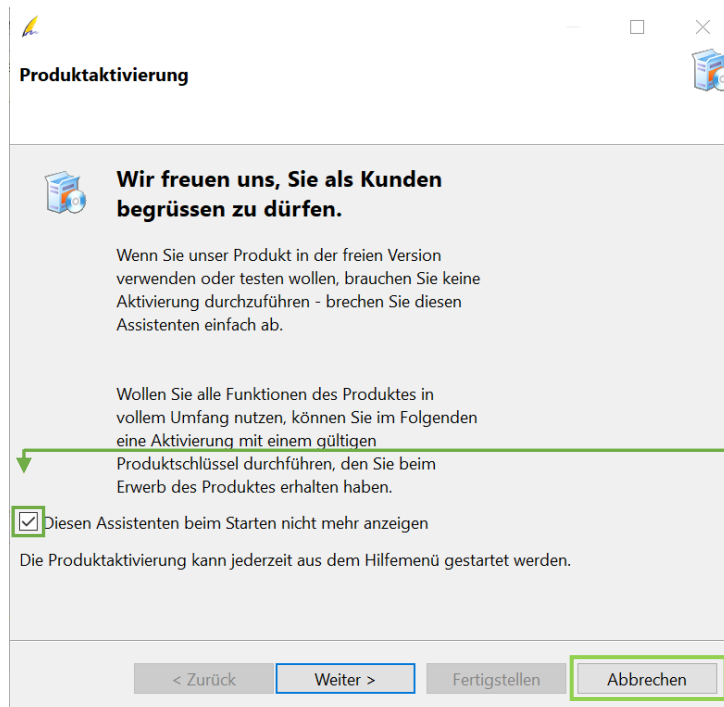 Produktaktivierung
Wir freuen uns, Sie als Kunden
begrüssen zu dürfen.
Wenn Sie unser Produkt in der freien Version
verwenden oder testen wollen, brauchen Sie keine
Aktivierung durchzuführen - brechen Sie diesen
Assistenten einfach ab.
Wollen Sie alle Funktionen des Produktes in
vollem Umfang nutzen, können Sie im Folgenden
eine Aktivierung mit einem gültigen
Produktschlüssel durchführen, den Sie beim
Erwerb des Produktes erhalten haben.
Diesen Assistenten beim Starten nicht mehr anzeigen
Die Produktaktivierung kann jederzeit aus dem Hilfemenü gestartet werden.
< Zurück Weiter > Fertigstellen Abbrechen